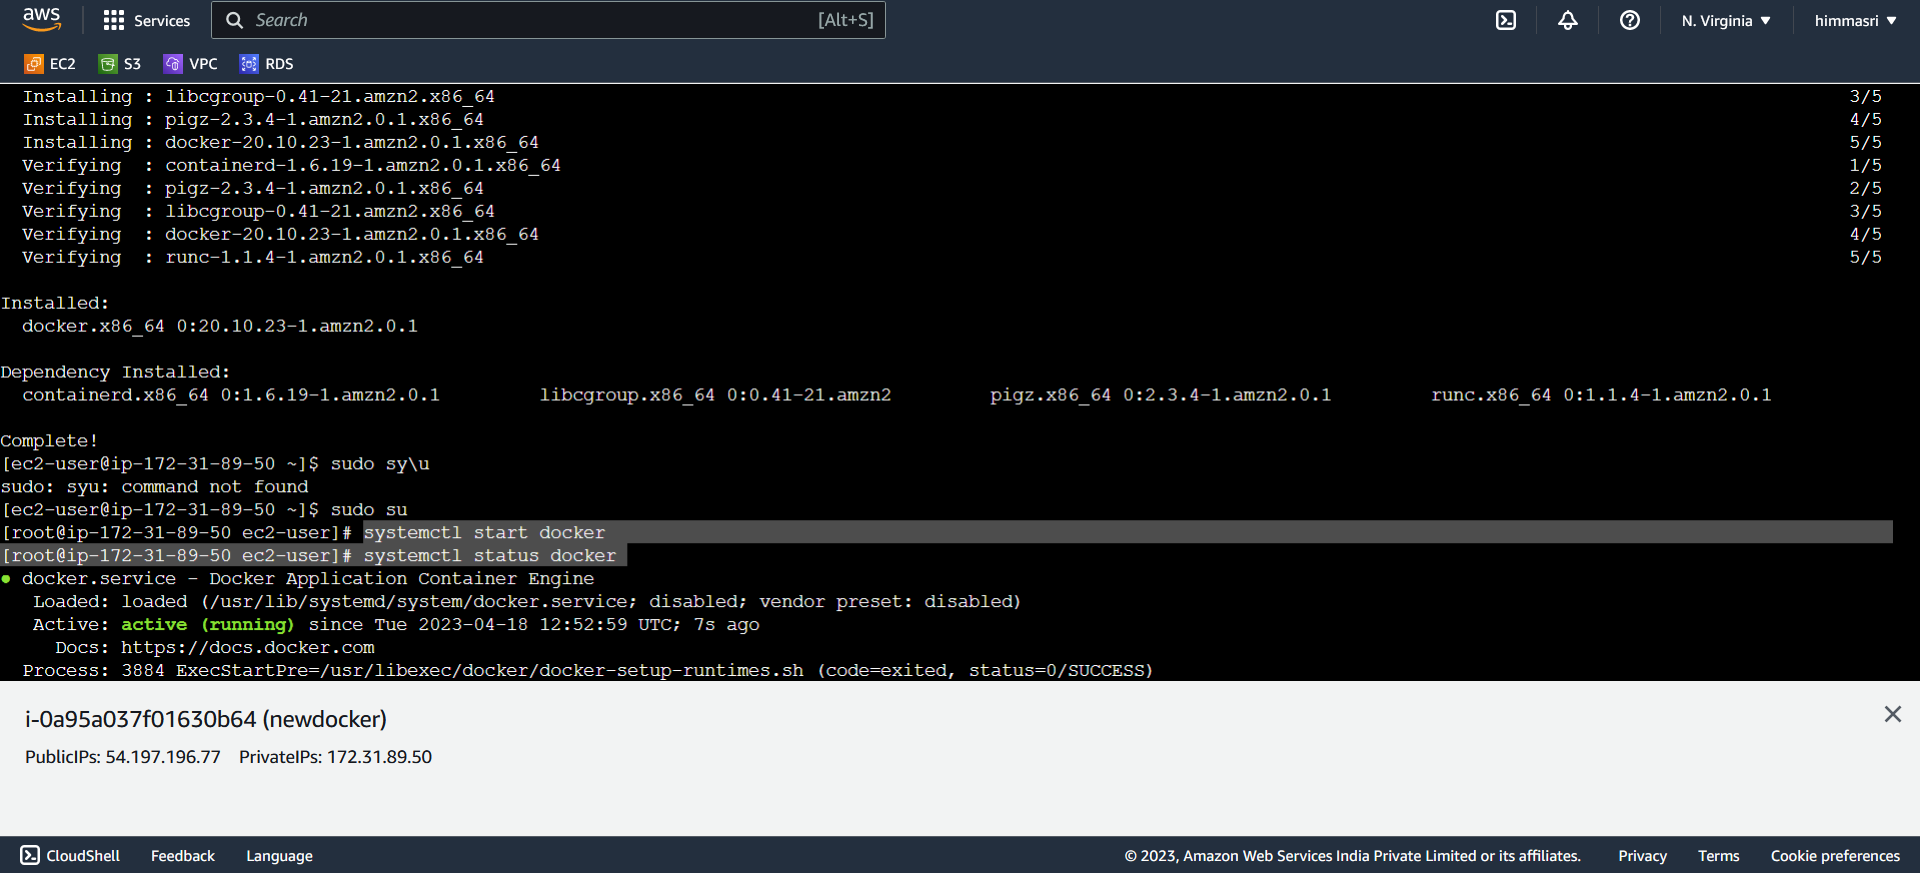 aws Services Search [Alt+S] N. Virginia ▼ himmasri ▼
EC2 S3 VPC RDS
Installing : libcgroup-0.41-21.amzn2.x86_64 3/5
Installing : pigz-2.3.4-1.amzn2.0.1.x86_64 4/5
Installing : docker-20.10.23-1.amzn2.0.1.x86_64 5/5
Verifying : containerd-1.6.19-1.amzn2.0.1.x86_64 1/5
Verifying : pigz-2.3.4-1.amzn2.0.1.x86_64 2/5
Verifying : libcgroup-0.41-21.amzn2.x86_64 3/5
Verifying : docker-20.10.23-1.amzn2.0.1.x86_64 4/5
Verifying : runc-1.1.4-1.amzn2.0.1.x86_64 5/5
Installed:
docker.x86_64 0:20.10.23-1.amzn2.0.1
Dependency Installed:
containerd.x86_64 0:1.6.19-1.amzn2.0.1 libcgroup.x86_64 0:0.41-21.amzn2 pigz.x86_64 0:2.3.4-1.amzn2.0.1 runc.x86_64 0:1.1.4-1.amzn2.0.1
Complete!
[ec2-user@ip-172-31-89-50 ~]$ sudo sy\u
sudo: syu: command not found
[ec2-user@ip-172-31-89-50 ~]$ sudo su
[root@ip-172-31-89-50 ec2-user]# systemctl start docker
[root@ip-172-31-89-50 ec2-user]# systemctl status docker
● docker.service - Docker Application Container Engine
Loaded: loaded (/usr/lib/systemd/system/docker.service; disabled; vendor preset: disabled)
Active: active (running) since Tue 2023-04-18 12:52:59 UTC; 7s ago
Docs: https://docs.docker.com
Process: 3884 ExecStartPre=/usr/libexec/docker/docker-setup-runtimes.sh (code=exited, status=0/SUCCESS)
i-0a95a037f01630b64 (newdocker)
PublicIPs: 54.197.196.77 PrivateIPs: 172.31.89.50
CloudShell Feedback Language © 2023, Amazon Web Services India Private Limited or its affiliates. Privacy Terms Cookie preferences